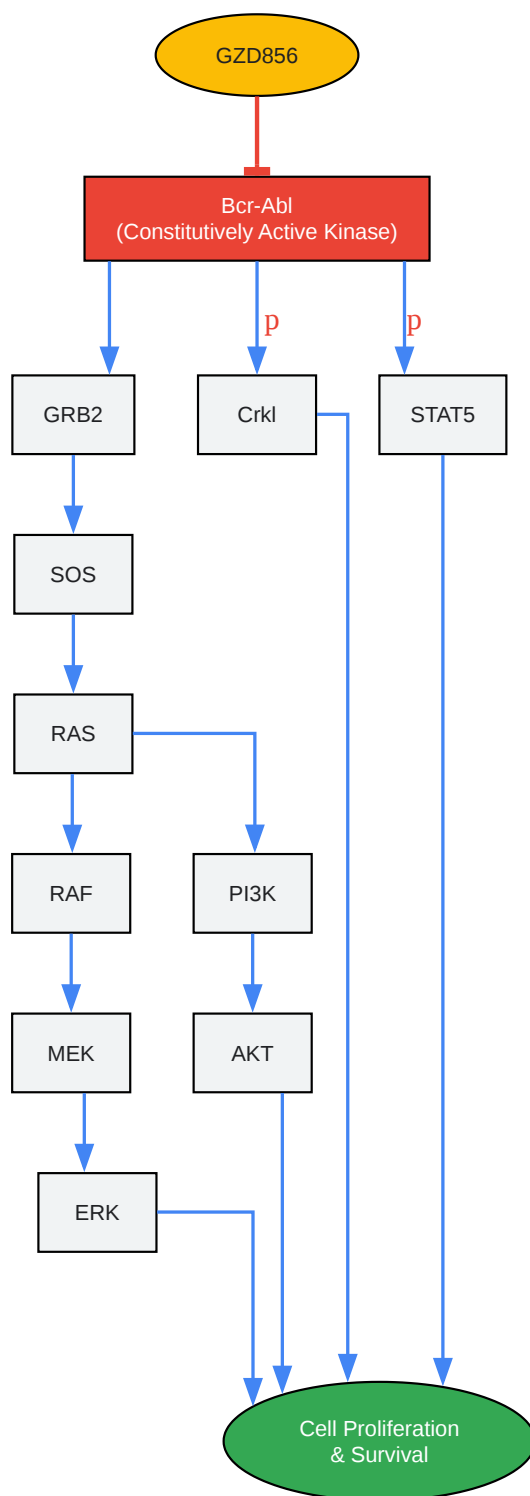 GZD856
Bcr-Abl
(Constitutively Active Kinase)
p
p
GRB2
Crkl
STAT5
SOS
RAS
RAF
PI3K
MEK
AKT
ERK
Cell Proliferation
& Survival